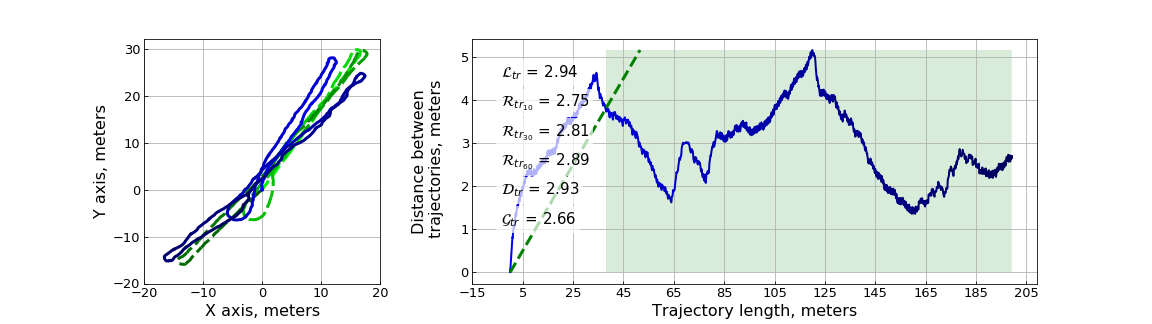 30
20
10
0
−10
−20
−20
−10
0
10
20
X axis, meters
Y axis, meters
5
4
3
2
1
0
−15
5
25
45
65
85
105
125
145
165
185
205
Trajectory length, meters
Distance between
trajectories, meters
ℒtr = 2.94
ℛtr10 = 2.75
ℛtr30 = 2.81
ℛtr60 = 2.89
𝒟tr = 2.93
𝒢tr = 2.66